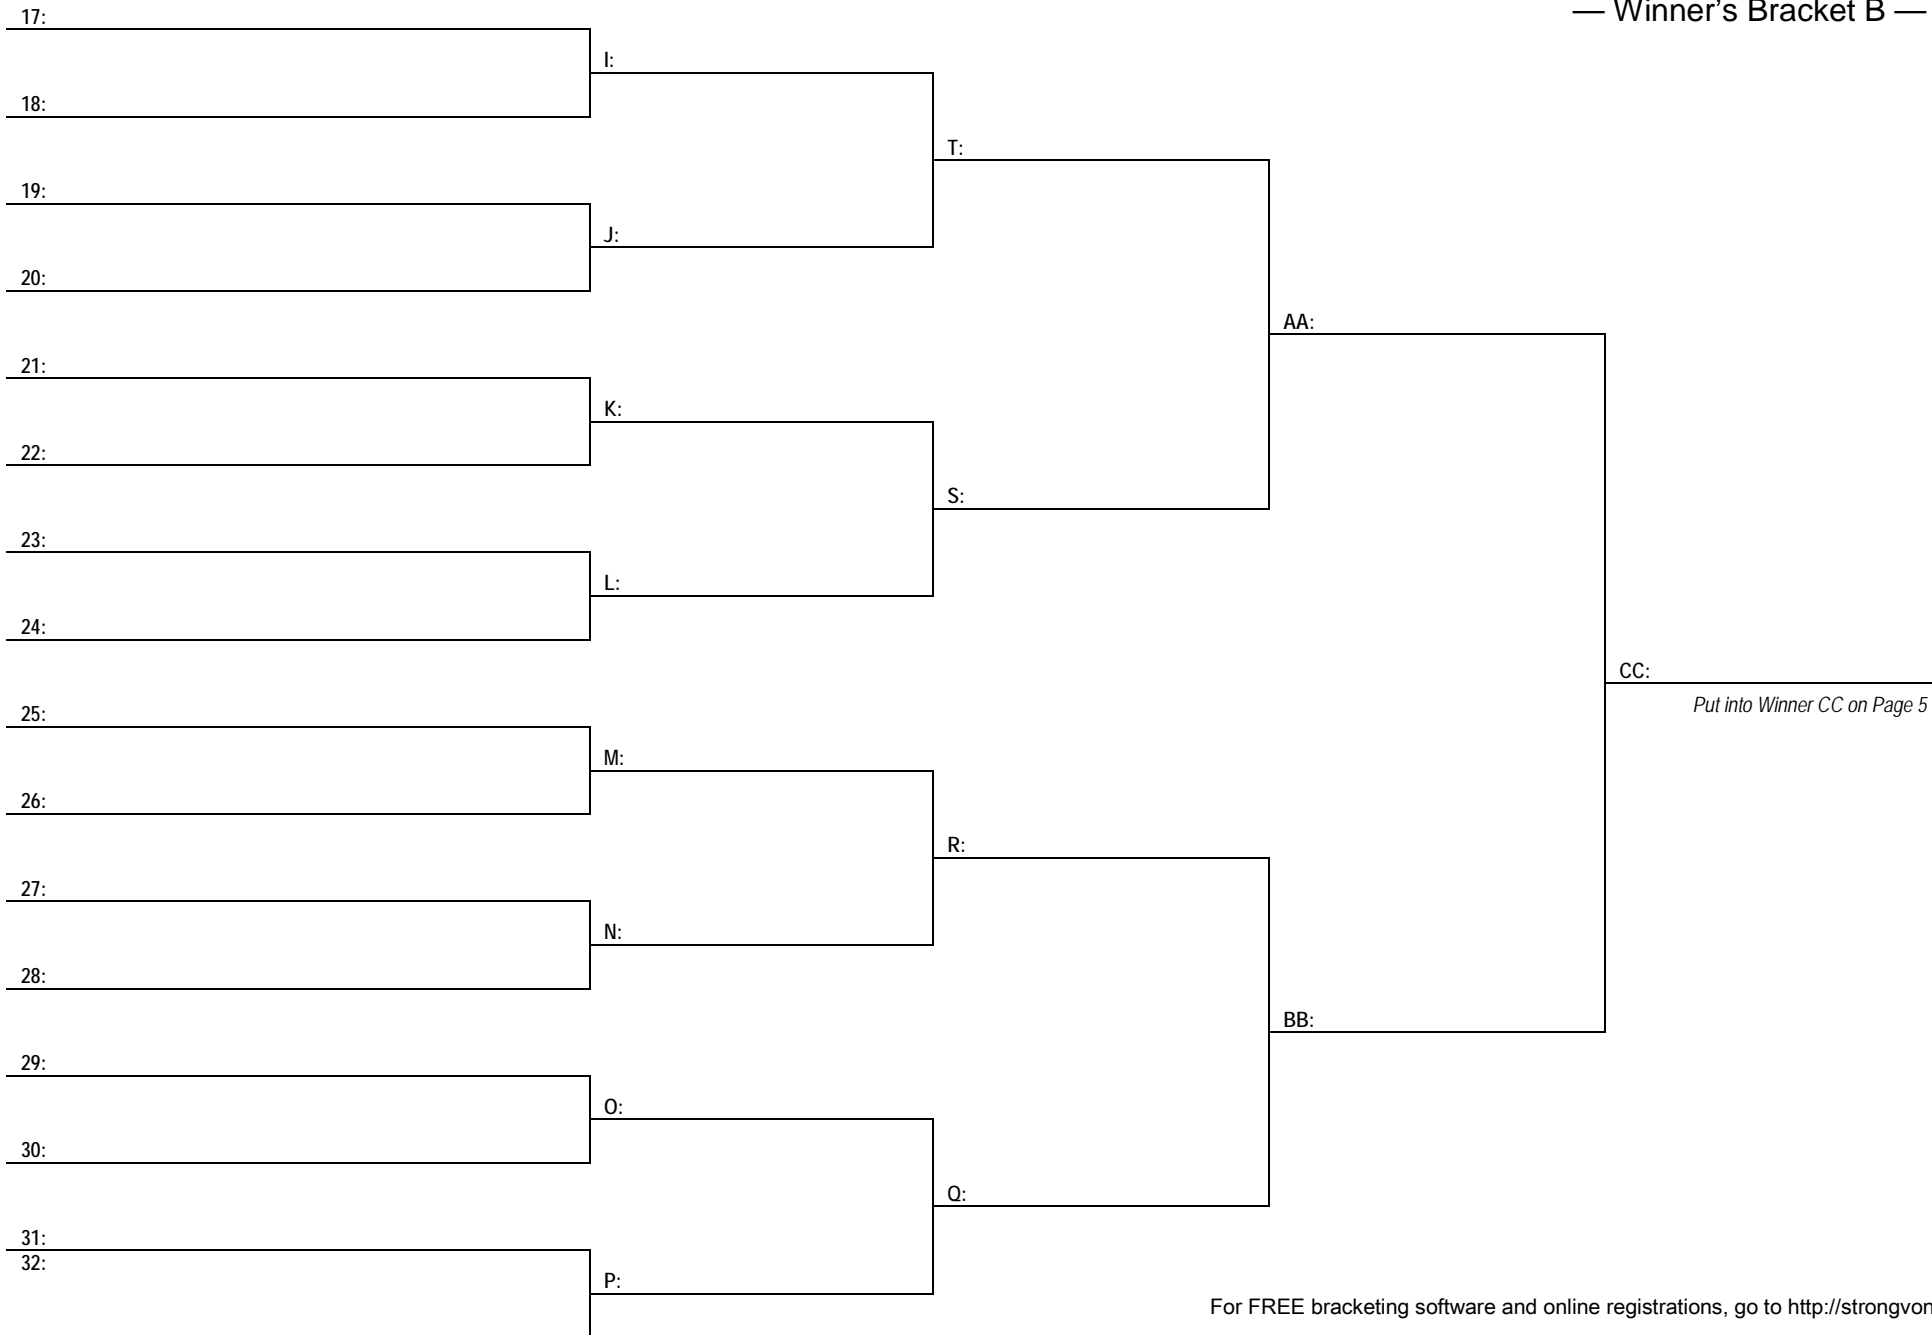 — Winner's Bracket B —
17:
I:
18:
T:
19:
J:
20:
AA:
21:
K:
22:
S:
23:
L:
24:
CC:
Put into Winner CC on Page 5
25:
M:
26:
R:
27:
N:
28:
BB:
29:
O:
30:
Q:
31:
32:
P:
For FREE bracketing software and online registrations, go to http://strongvon